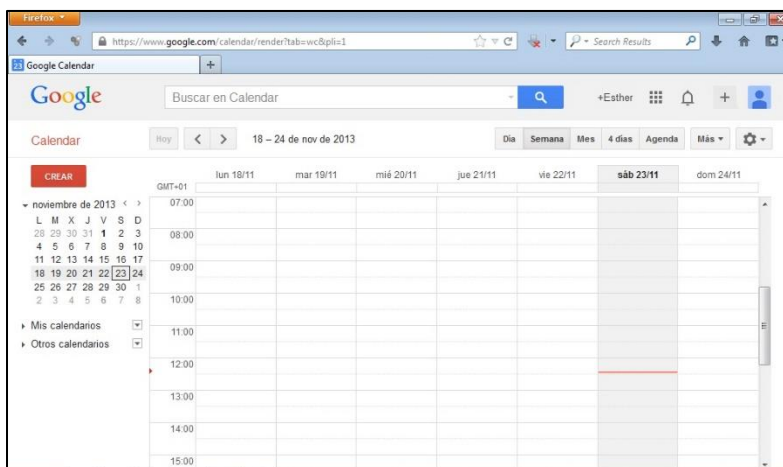 Firefox
https://www.google.com/calendar/render?tab=wc&pli=1
Search Results
23 Google Calendar
+
Google
Buscar en Calendar
+Esther
+
Calendar
Hoy
18 – 24 de nov de 2013
Día Semana Mes 4 días Agenda Más
CREAR
lun 18/11 mar 19/11 mié 20/11 jue 21/11 vie 22/11 sáb 23/11 dom 24/11
GMT+01
noviembre de 2013
L M X J V S D
28 29 30 31 1 2 3
4 5 6 7 8 9 10
11 12 13 14 15 16 17
18 19 20 21 22 23 24
25 26 27 28 29 30 1
2 3 4 5 6 7 8
Mis calendarios
Otros calendarios
07:00
08:00
09:00
10:00
11:00
12:00
13:00
14:00
15:00